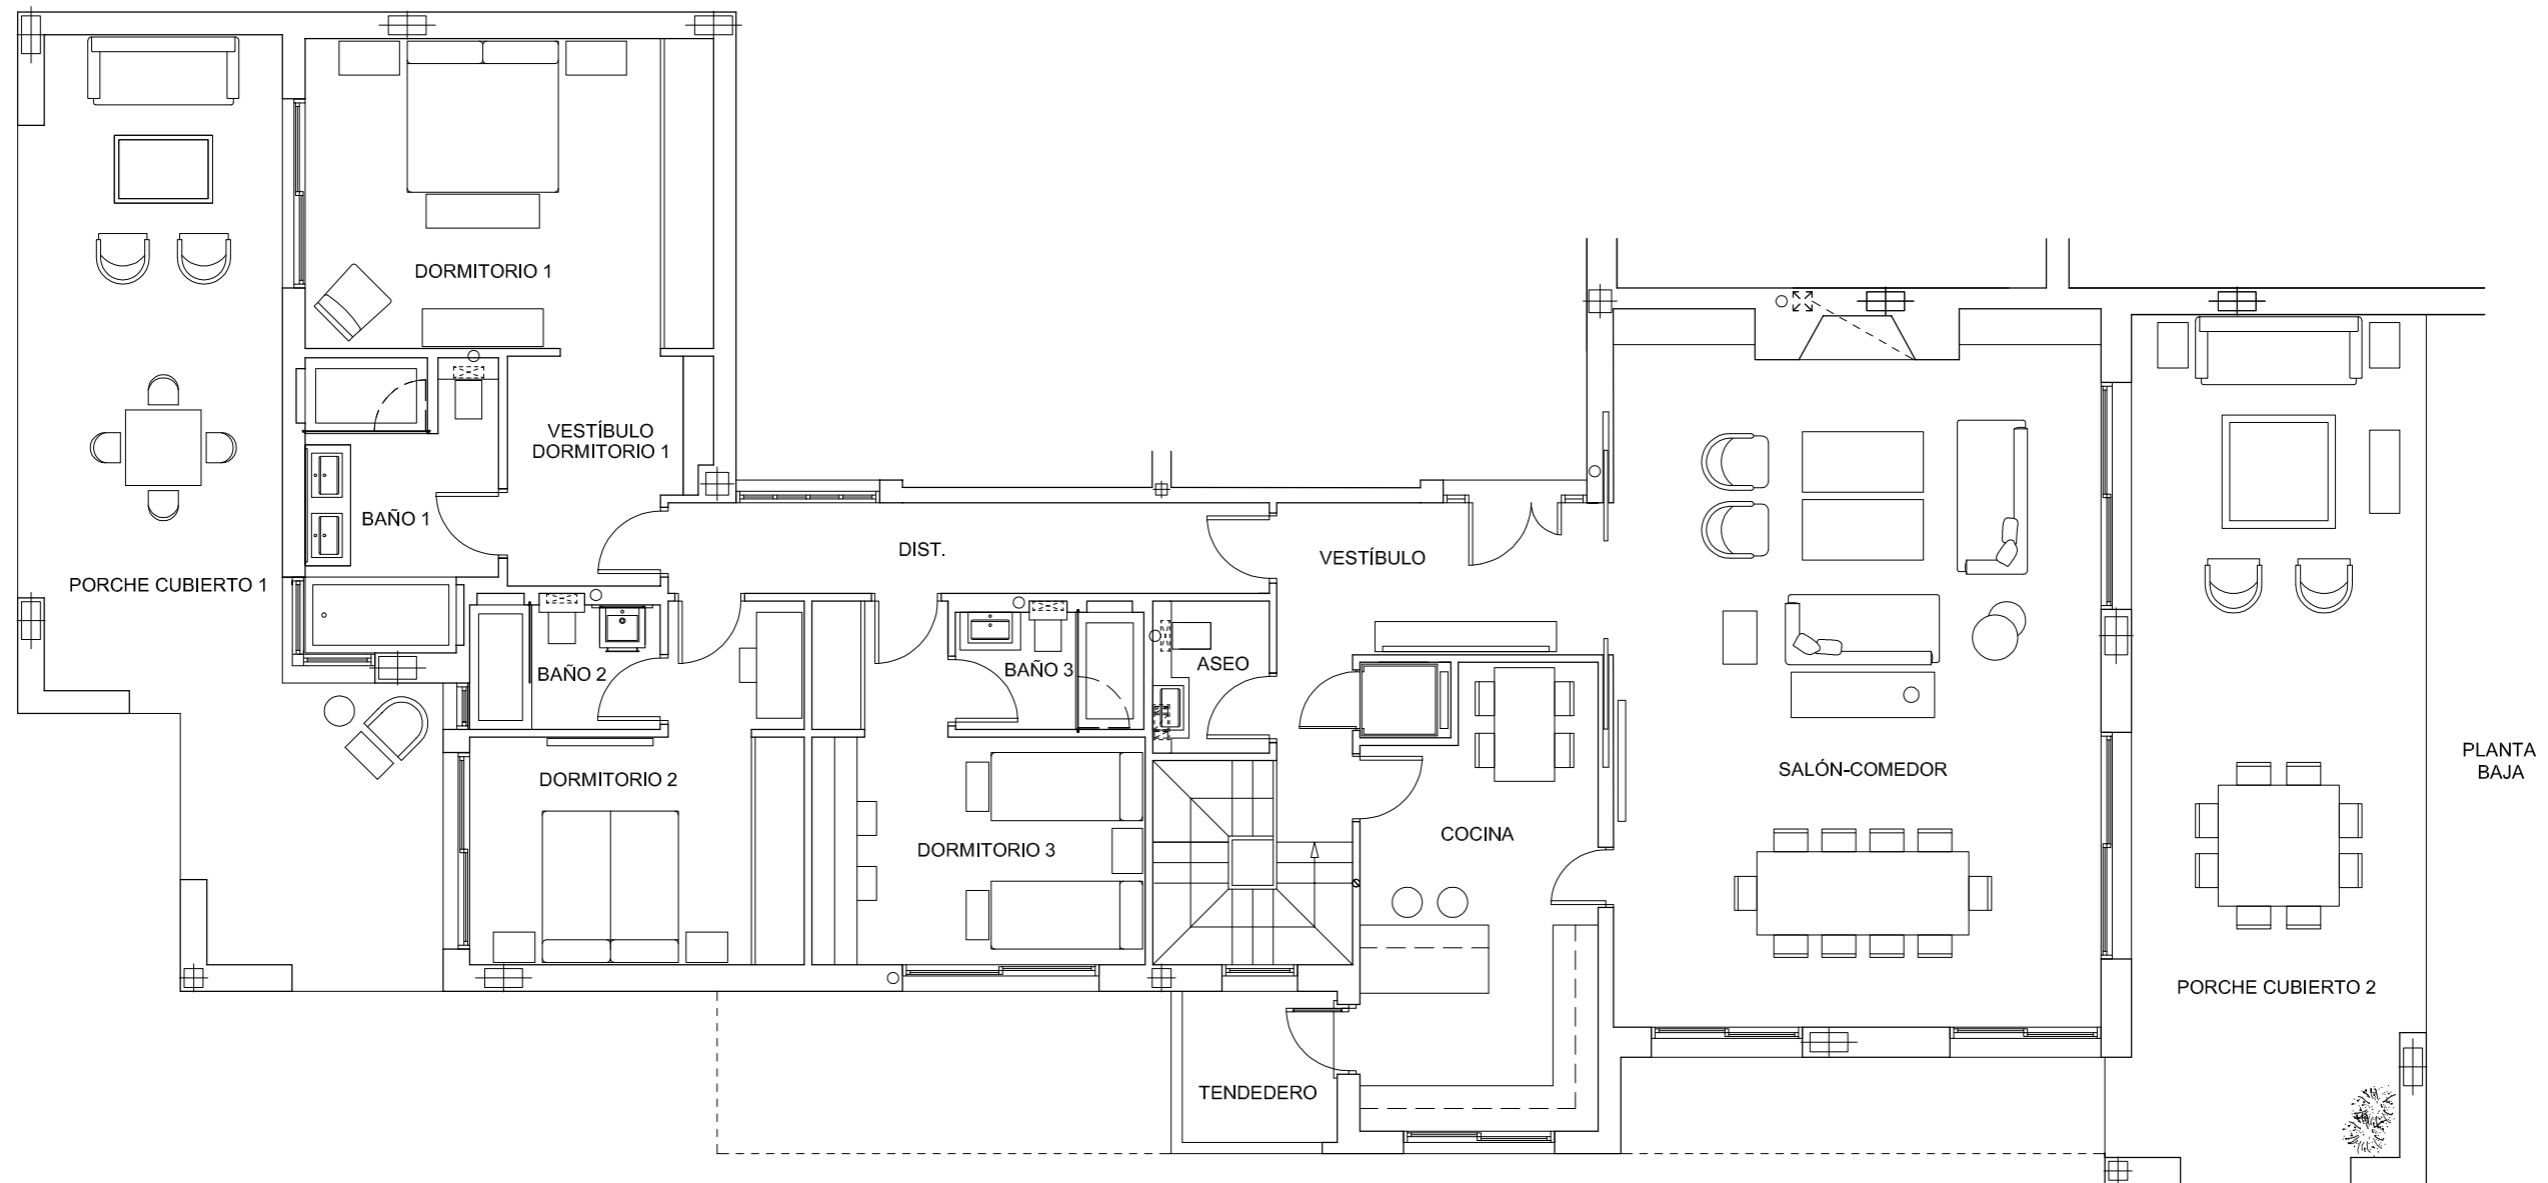 DORMITORIO 1
VESTÍBULO
DORMITORIO 1
BAÑO 1
DIST.
VESTÍBULO
PORCHE CUBIERTO 1
BAÑO 2
BAÑO 3
ASEO
DORMITORIO 2
SALÓN-COMEDOR
PLANTA
BAJA
DORMITORIO 3
COCINA
PORCHE CUBIERTO 2
TENDEDERO